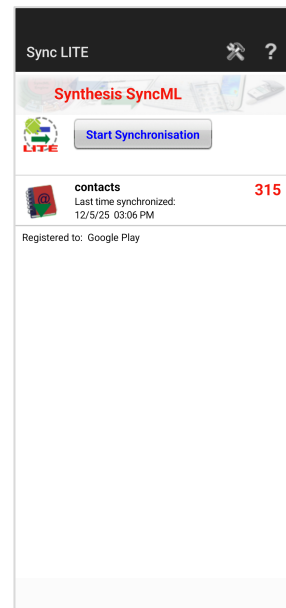 Sync LITE ?
Synthesis SyncML
LITE
Start Synchronisation
contacts 315
Last time synchronized:
12/5/25 03:06 PM
Registered to: Google Play